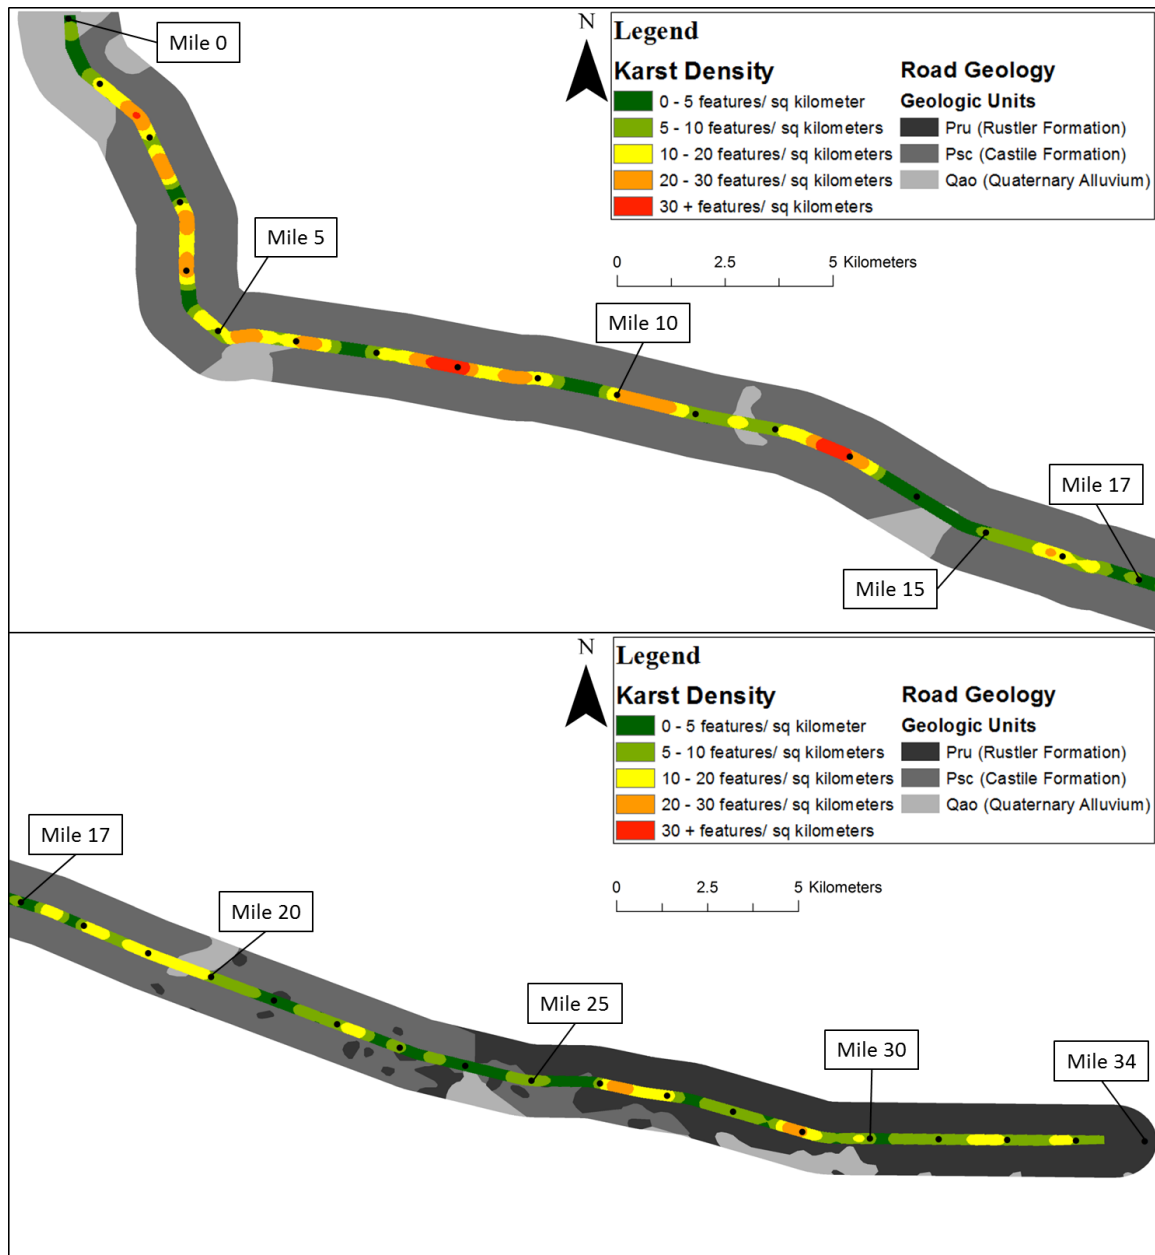 Mile 0
N
Legend
Karst Density
0 - 5 features/ sq kilometer
5 - 10 features/ sq kilometers
10 - 20 features/ sq kilometers
20 - 30 features/ sq kilometers
30 + features/ sq kilometers
Road Geology
Geologic Units
Pru (Rustler Formation)
Psc (Castile Formation)
Qao (Quaternary Alluvium)
Mile 5
0 2.5 5 Kilometers
Mile 10
Mile 17
Mile 15
N
Legend
Karst Density
0 - 5 features/ sq kilometer
5 - 10 features/ sq kilometers
10 - 20 features/ sq kilometers
20 - 30 features/ sq kilometers
30 + features/ sq kilometers
Road Geology
Geologic Units
Pru (Rustler Formation)
Psc (Castile Formation)
Qao (Quaternary Alluvium)
Mile 17
0 2.5 5 Kilometers
Mile 20
Mile 25
Mile 30
Mile 34